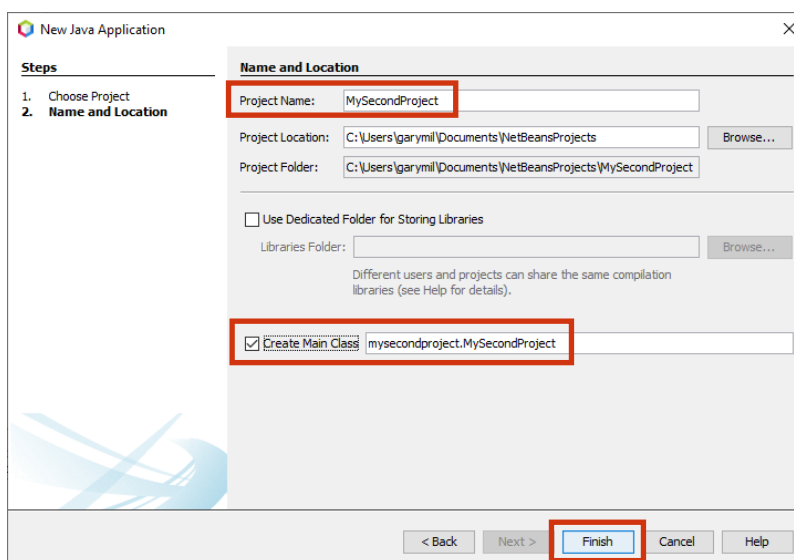 New Java Application
Steps
1. Choose Project
2. Name and Location
Name and Location
Project Name: MySecondProject
Project Location: C:\Users\garymil\Documents\NetBeansProjects Browse...
Project Folder: C:\Users\garymil\Documents\NetBeansProjects\MySecondProject
Use Dedicated Folder for Storing Libraries
Libraries Folder: Browse...
Different users and projects can share the same compilation
libraries (see Help for details).
Create Main Class mysecondproject.MySecondProject
< Back Next > Finish Cancel Help